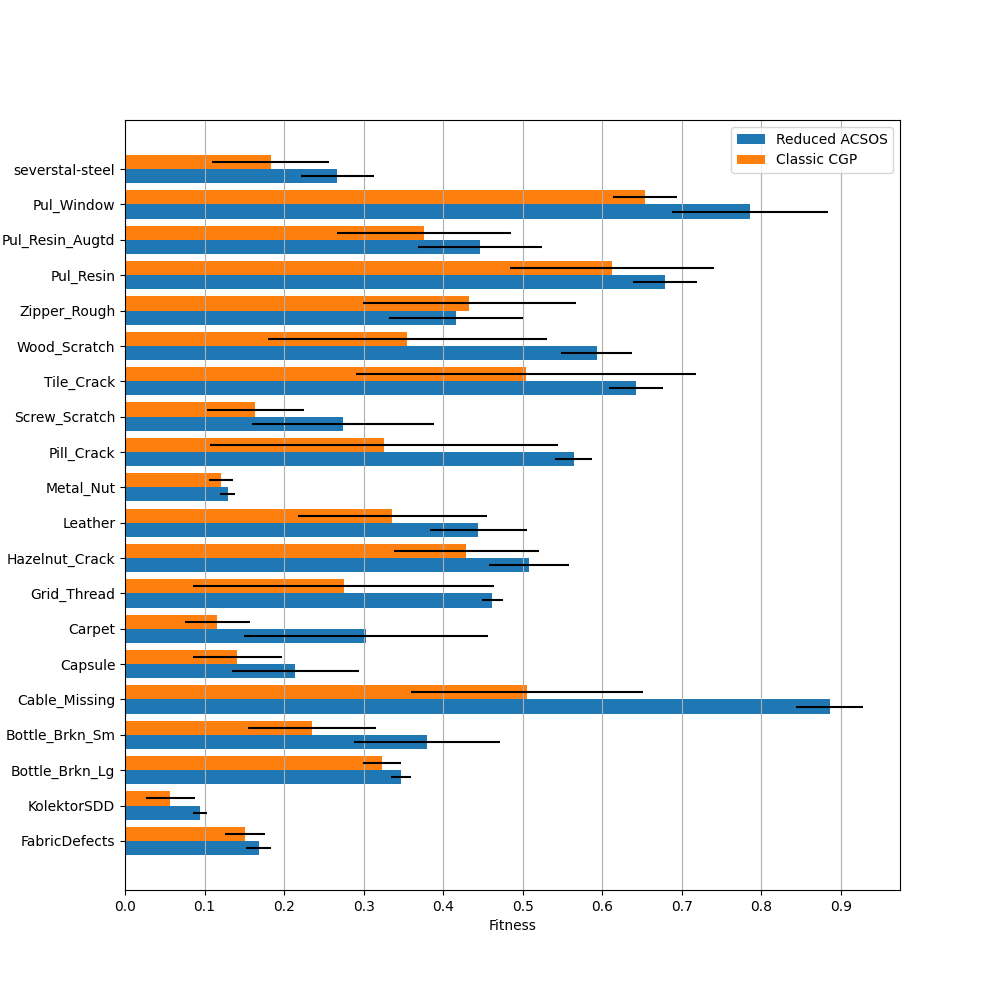 Reduced ACSOS
Classic CGP
severstal-steel
Pul_Window
Pul_Resin_Augtd
Pul_Resin
Zipper_Rough
Wood_Scratch
Tile_Crack
Screw_Scratch
Pill_Crack
Metal_Nut
Leather
Hazelnut_Crack
Grid_Thread
Carpet
Capsule
Cable_Missing
Bottle_Brkn_Sm
Bottle_Brkn_Lg
KolektorSDD
FabricDefects
0.0 0.1 0.2 0.3 0.4 0.5 0.6 0.7 0.8 0.9
Fitness